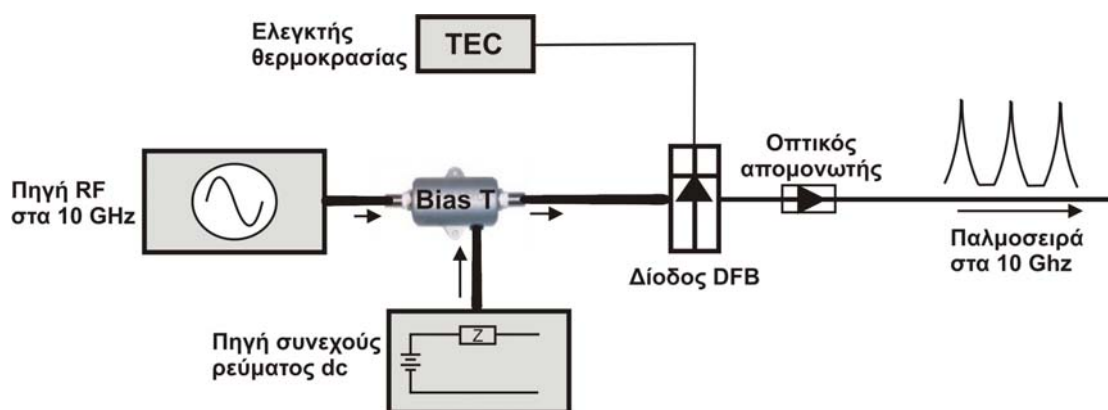 Ελεγκτής
θερμοκρασίας
TEC
Οπτικός
απομονωτής
Πηγή RF
στα 10 GHz
Bias T
Παλμοσειρά
στα 10 Ghz
Δίοδος DFB
Πηγή συνεχούς
ρεύματος dc
Z